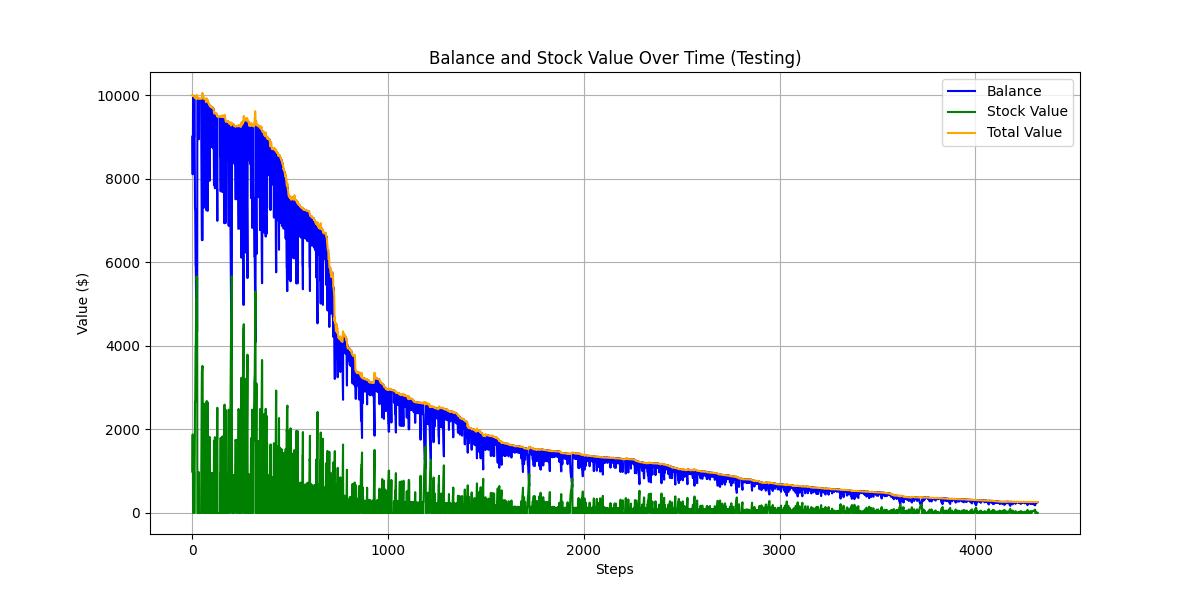 Balance and Stock Value Over Time (Testing)
Balance
Stock Value
Total Value
Value ($)
10000
8000
6000
4000
2000
0
0
1000
2000
3000
4000
Steps